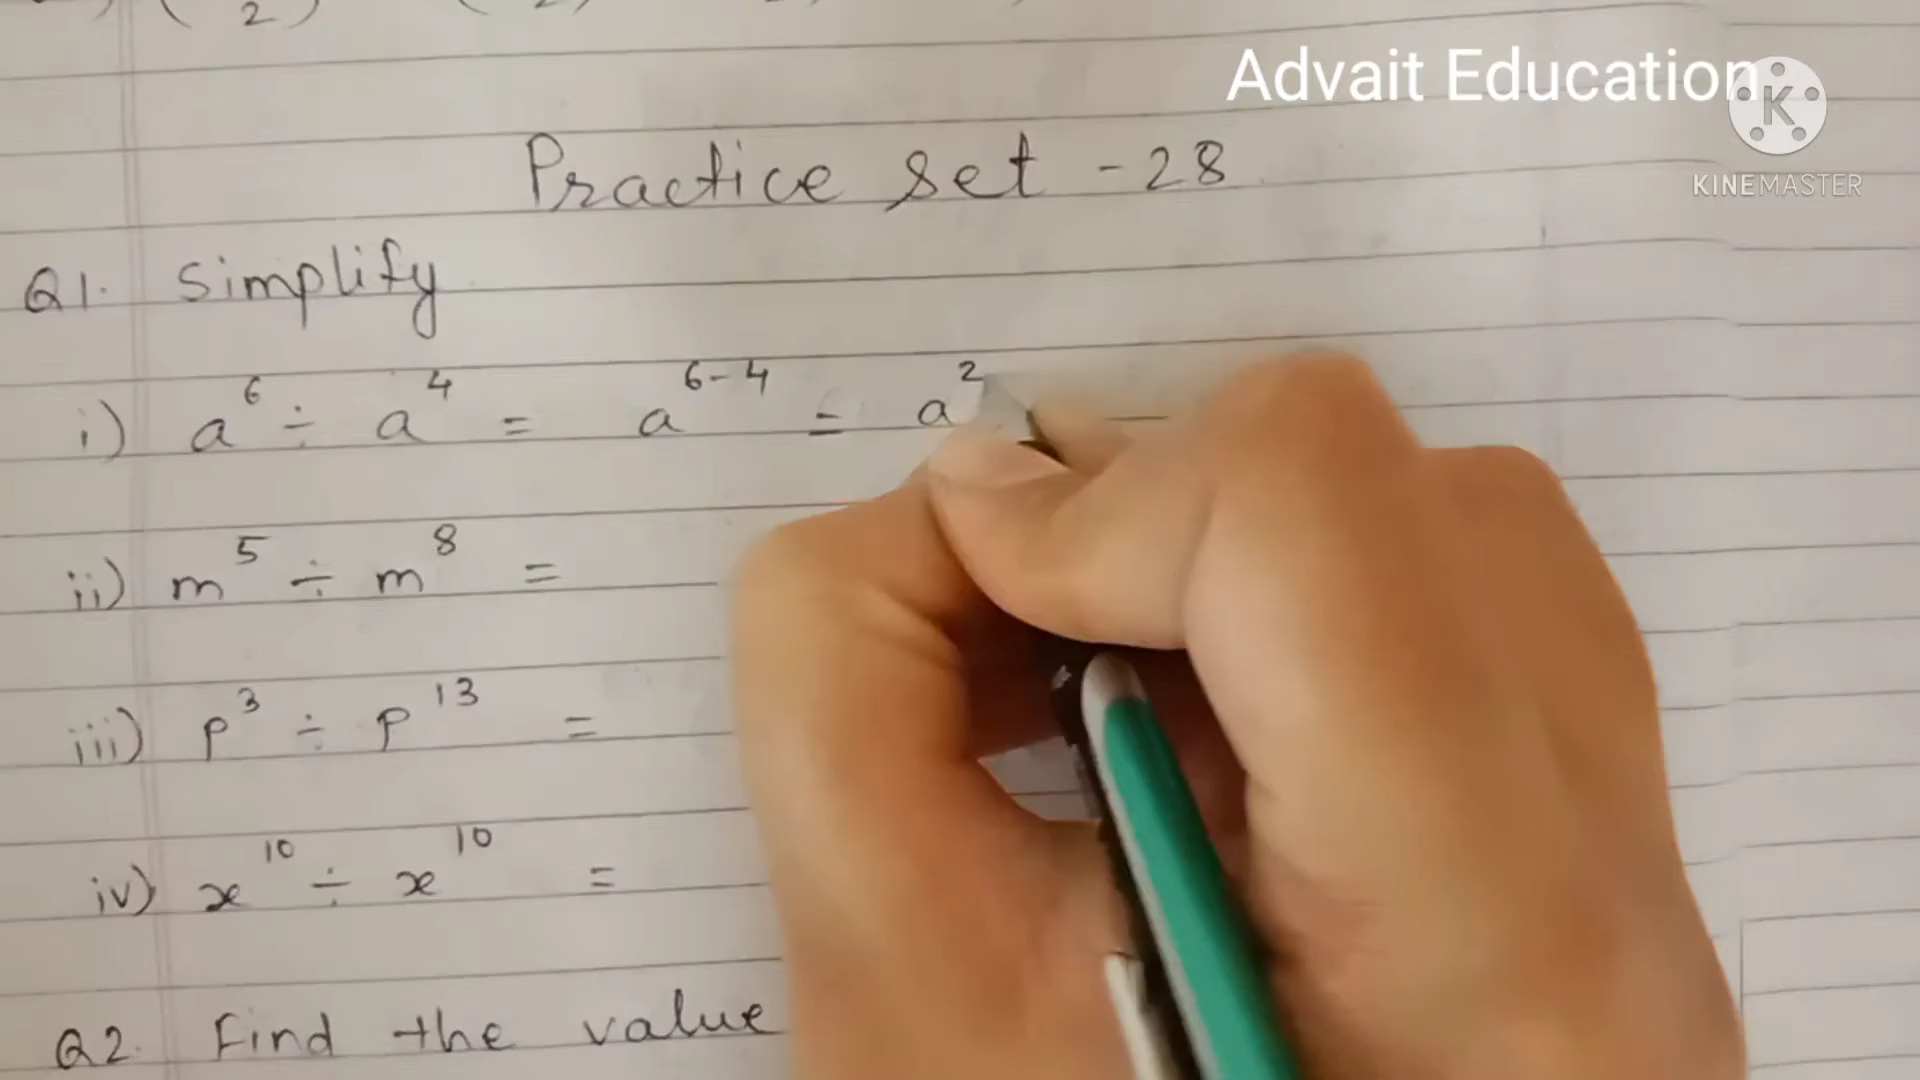 2
Advait Education
K
KINEMASTER
Practice set - 28
Q1. Simplify
i) a⁶ ÷ a⁴ = a⁶⁻⁴ = a²
ii) m⁵ ÷ m⁸ =
iii) p³ ÷ p¹³ =
iv) x¹⁰ ÷ x¹⁰ =
Q2. Find the value